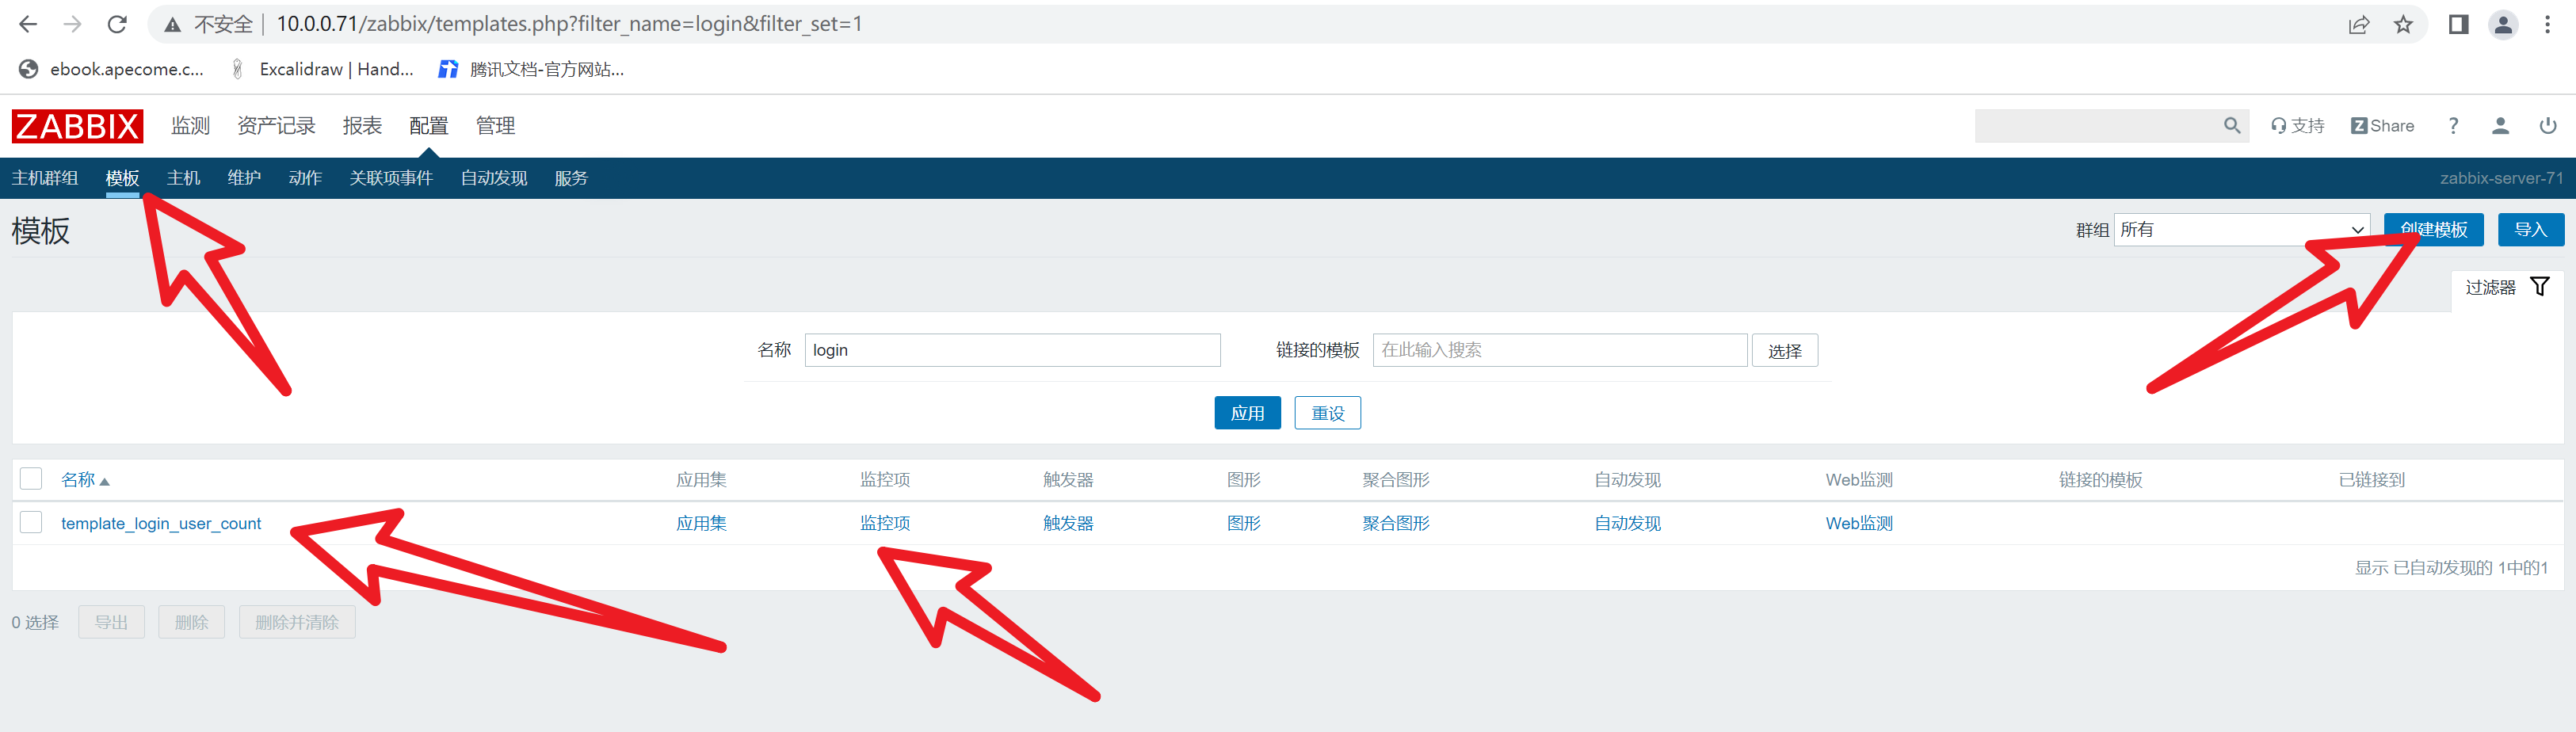 不安全 10.0.0.71/zabbix/templates.php?filter_name=login&filter_set=1
ebook.apecome.c... Excalidraw | Hand... 腾讯文档-官方网站...
ZABBIX 监测 资产记录 报表 配置 管理 支持 Z Share ?
主机群组 模板 主机 维护 动作 关联项事件 自动发现 服务 zabbix-server-71
模板 群组 所有 创建模板 导入
过滤器
名称 login 链接的模板 在此输入搜索 选择
应用 重设
名称 应用集 监控项 触发器 图形 聚合图形 自动发现 Web监测 链接的模板 已链接到
template_login_user_count 应用集 监控项 触发器 图形 聚合图形 自动发现 Web监测
显示 已自动发现的 1中的1
0 选择 导出 删除 删除并清除